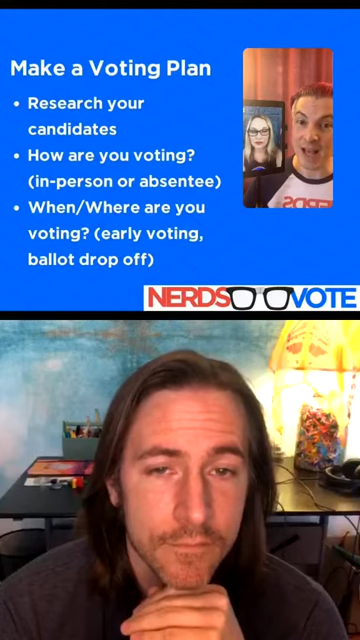 Make a Voting Plan
• Research your
candidates
• How are you voting?
(in-person or absentee)
• When/Where are you
voting? (early voting,
ballot drop off)
NERDS VOTE